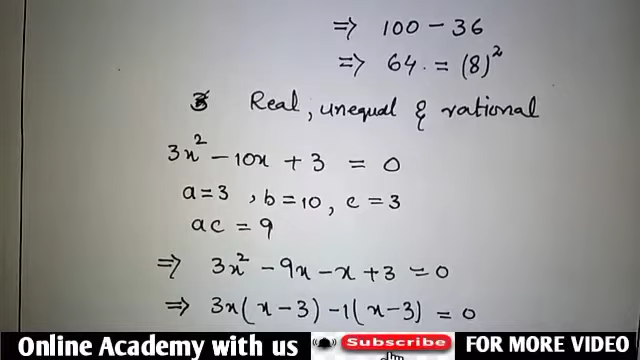 ⇒ 100 - 36
⇒ 64. = (8)²
Real, unequal & rational
3x² - 10x + 3 = 0
a = 3, b = 10, c = 3
ac = 9
⇒ 3x² - 9x - x + 3 = 0
⇒ 3x(x - 3) - 1(x - 3) = 0
Online Academy with us Subscribe FOR MORE VIDEO